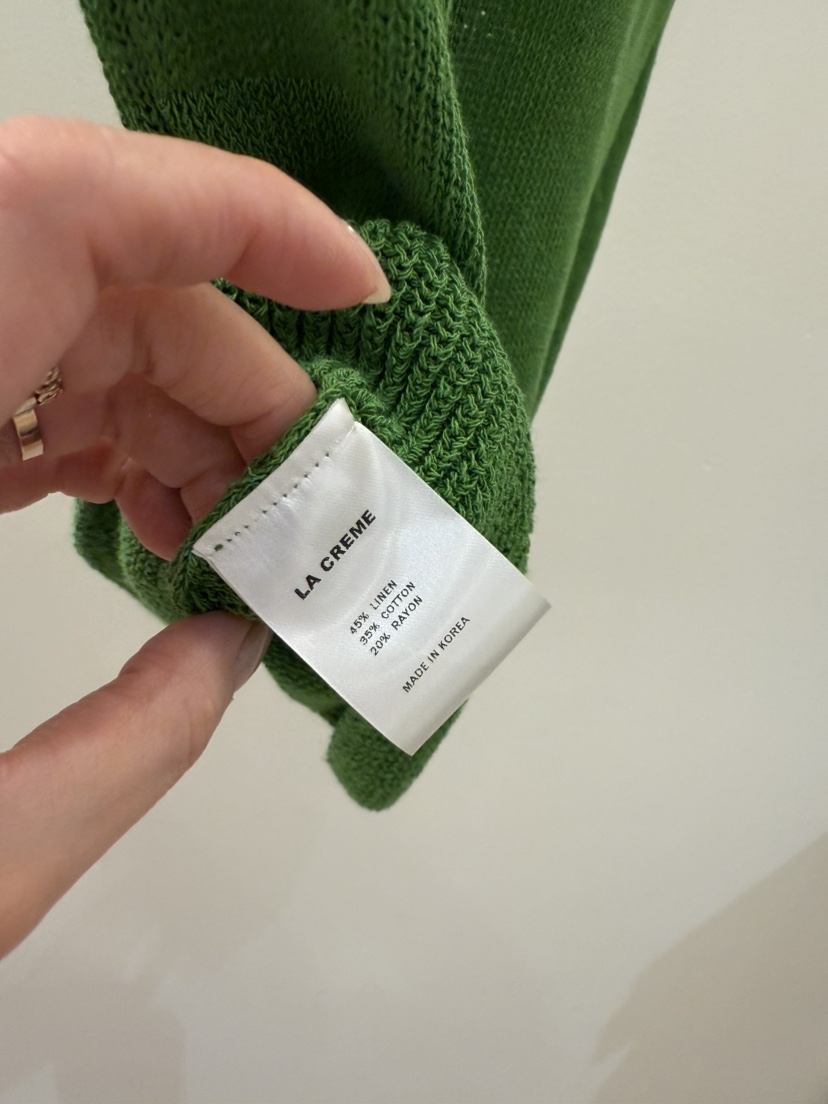 LA CREME
45% LINEN
35% COTTON
20% RAYON
MADE IN KOREA